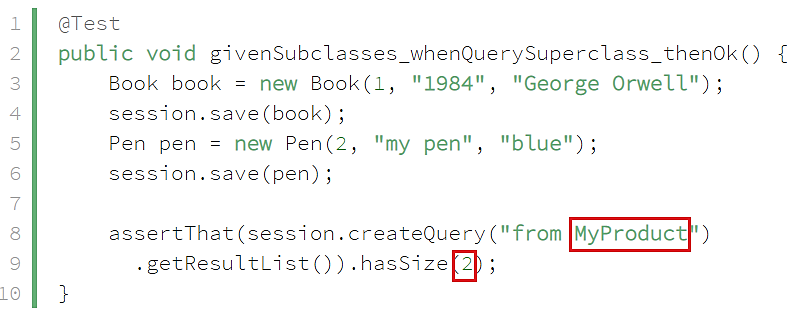 1 @Test
2 public void givenSubclasses_whenQuerySuperclass_thenOk() {
3     Book book = new Book(1, "1984", "George Orwell");
4     session.save(book);
5     Pen pen = new Pen(2, "my pen", "blue");
6     session.save(pen);
7
8     assertThat(session.createQuery("from MyProduct")
9       .getResultList()).hasSize(2);
10 }